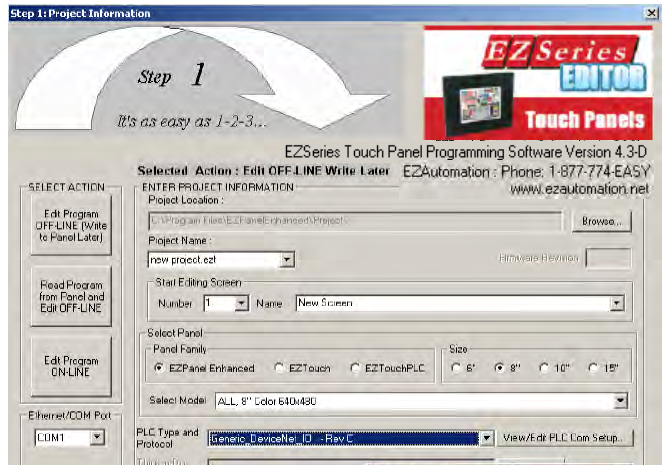 Step 1: Project Information
Step 1
It's as easy as 1-2-3...
EZ Series
EDITOR
Touch Panels
EZSeries Touch Panel Programming Software Version 4.3-D
Selected Action : Edit OFF-LINE Write Later
EZAutomation : Phone: 1-877-774-EASY
www.ezautomation.net
SELECT ACTION
Edit Program
OFF-LINE (Write
to Panel Later)
Read Program
from Panel and
Edit OFF-LINE
Edit Program
ON-LINE
Ethernet/COM Port
COM1
ENTER PROJECT INFORMATION
Project Location :
C:\Program Files\EZPanelEnhanced\Project\
Browse...
Project Name :
new project.ezt
Firmware Revision
Start Editing Screen
Number 1 Name New Screen
Select Panel
Panel Family
EZPanel Enhanced EZTouch EZTouchPLC
Size
6" 8" 10" 15"
Select Model ALL, 8" Color 640x480
PLC Type and
Protocol
Generic_DeviceNet_IO - Rev C
View/Edit PLC Com Setup...